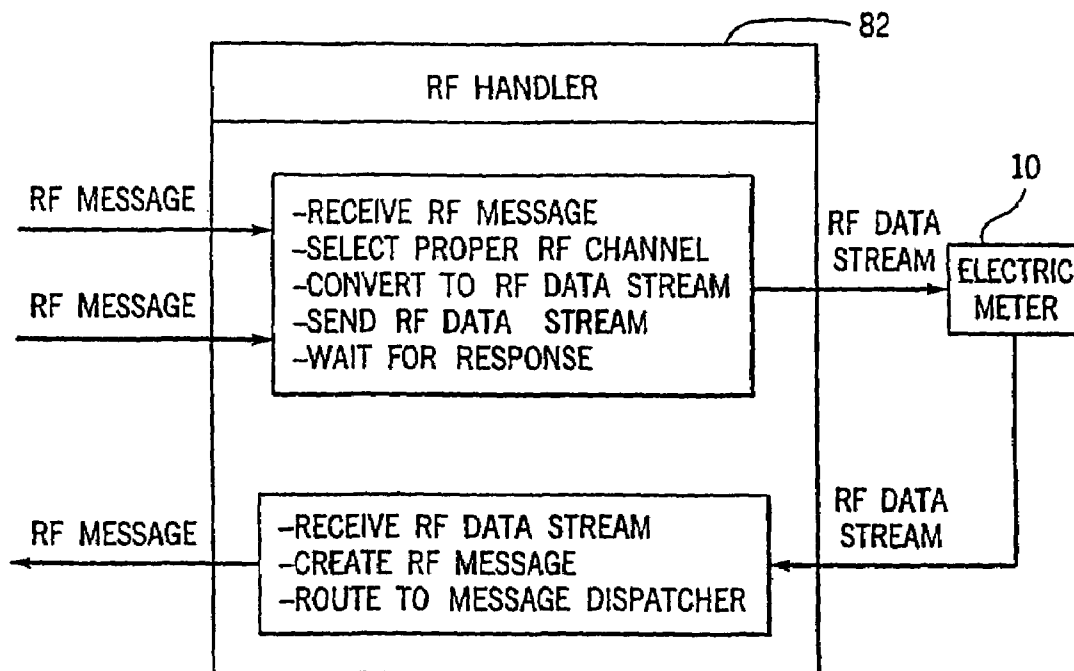 82
RF HANDLER
10
RF MESSAGE
RF MESSAGE
-RECEIVE RF MESSAGE
-SELECT PROPER RF CHANNEL
-CONVERT TO RF DATA STREAM
-SEND RF DATA STREAM
-WAIT FOR RESPONSE
RF DATA
STREAM
ELECTRIC
METER
RF MESSAGE
-RECEIVE RF DATA STREAM
-CREATE RF MESSAGE
-ROUTE TO MESSAGE DISPATCHER
RF DATA
STREAM